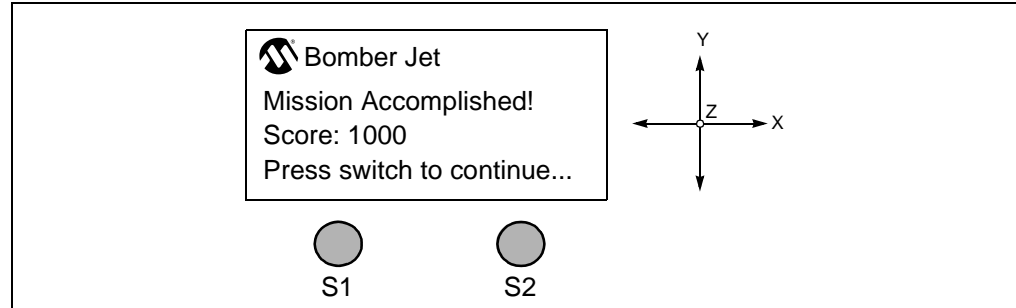 Bomber Jet
Mission Accomplished!
Score: 1000
Press switch to continue...
Y
Z
X
S1
S2